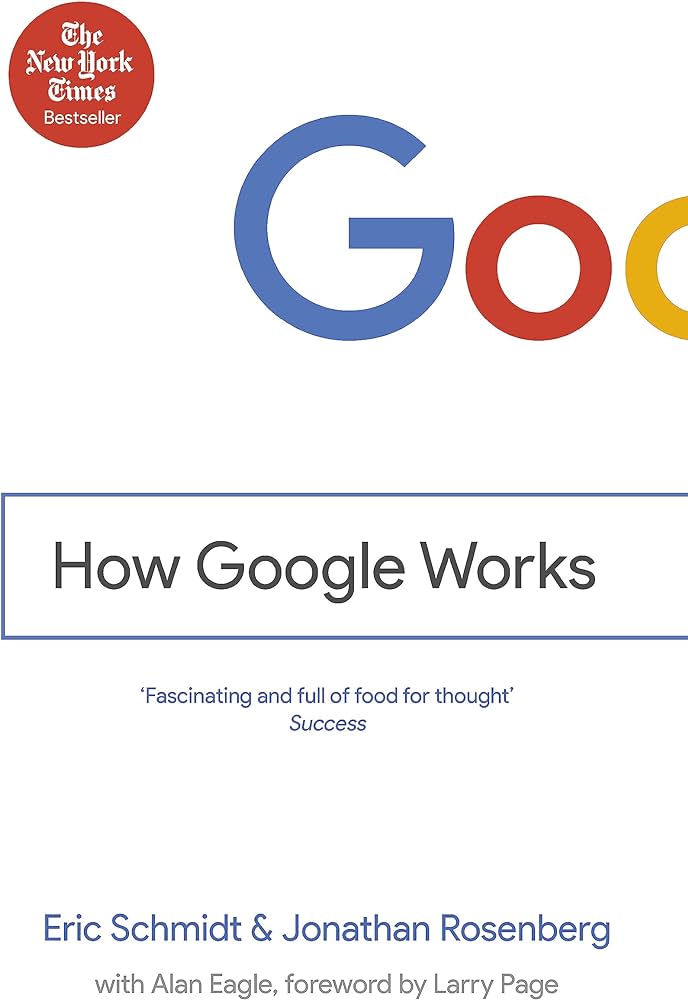 The
New York
Times
Bestseller
Goo
How Google Works
‘Fascinating and full of food for thought’
Success
Eric Schmidt & Jonathan Rosenberg
with Alan Eagle, foreword by Larry Page